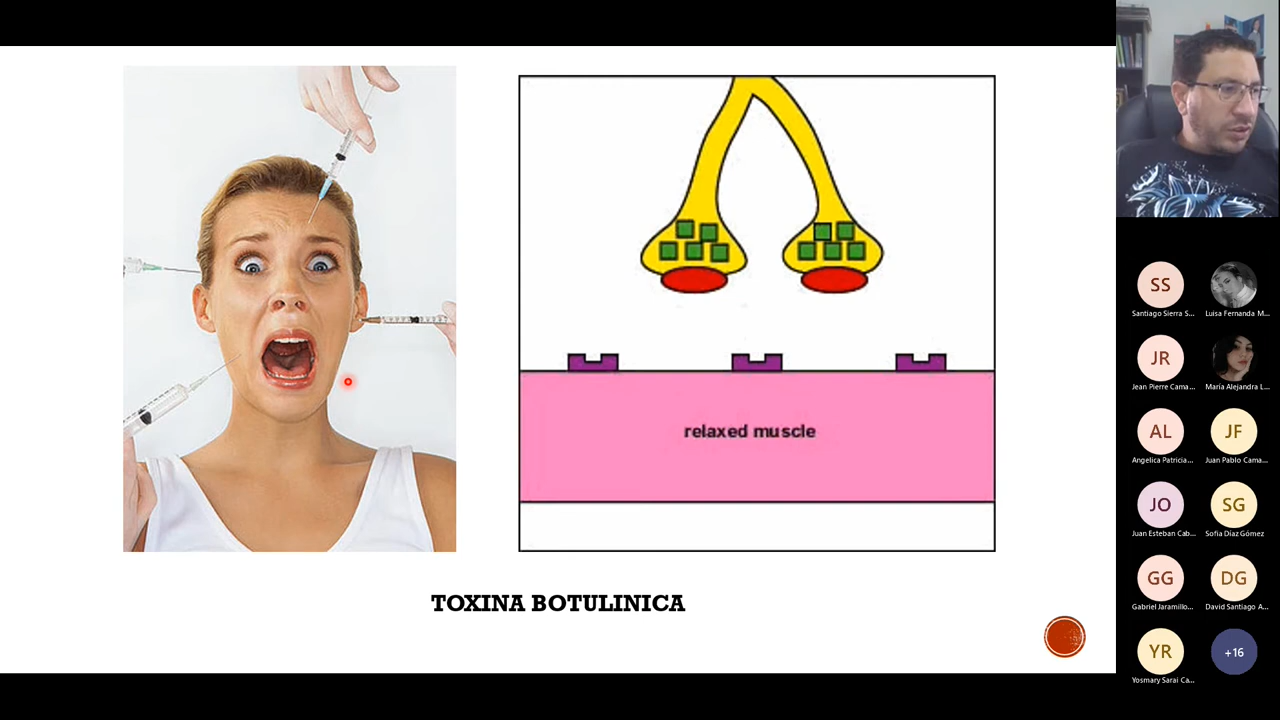 relaxed muscle
TOXINA BOTULINICA
SS
Santiago Sierra S...
Luisa Fernanda M...
JR
Jean Pierre Cama...
María Alejandra L...
AL
JF
Angelica Patricia...
Juan Pablo Cama...
JO
SG
Juan Esteban Cab...
Sofia Díaz Gómez
GG
DG
Gabriel Jaramillo...
David Santiago A...
YR
+16
Yosmary Sarai Ca...